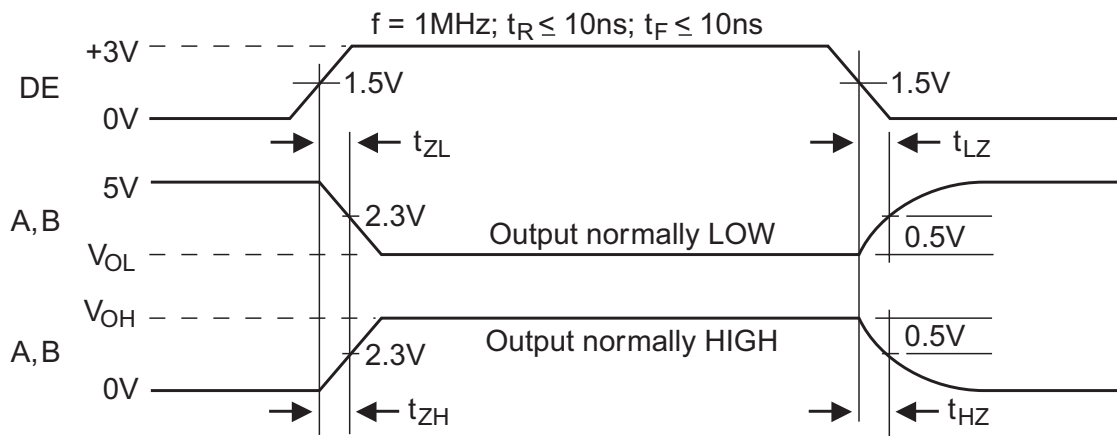 f = 1MHz; tR ≤ 10ns; tF ≤ 10ns
+3V
DE
1.5V
1.5V
0V
tZL
tLZ
5V
A, B
2.3V
Output normally LOW
0.5V
VOL
VOH
A, B
2.3V
Output normally HIGH
0.5V
0V
tZH
tHZ